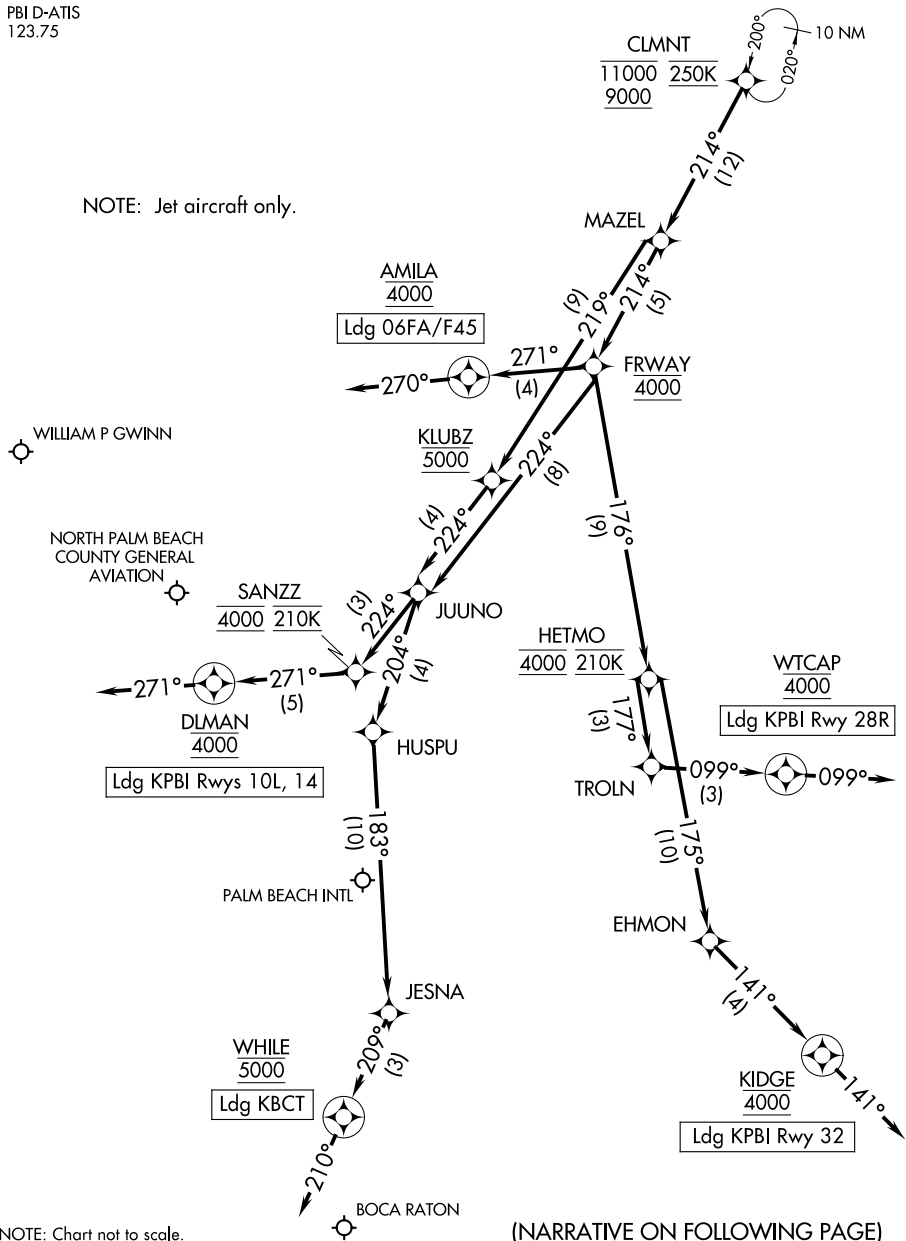 PBI D-ATIS
123.75
CLMNT
11000 250K
9000
200°
020°
10 NM
214°
(12)
NOTE: Jet aircraft only.
MAZEL
AMILA
4000
Ldg 06FA/F45
(9)
219°
214°
(5)
271°
(4)
270°
FRWAY
4000
WILLIAM P GWINN
KLUBZ
5000
224°
(8)
(4)
224°
176°
(9)
NORTH PALM BEACH
COUNTY GENERAL
AVIATION
SANZZ
4000 210K
(3)
224°
JUUNO
204°
(4)
HETMO
4000 210K
WTCAP
4000
Ldg KPBI Rwy 28R
271°
271°
(5)
DLMAN
4000
Ldg KPBI Rwys 10L, 14
HUSPU
177°
(3)
TROLN
099°
(3)
099°
183°
(10)
175°
(10)
PALM BEACH INTL
EHMON
141°
(4)
JESNA
209°
(3)
WHILE
5000
Ldg KBCT
KIDGE
4000
Ldg KPBI Rwy 32
141°
210°
BOCA RATON
NOTE: Chart not to scale.
(NARRATIVE ON FOLLOWING PAGE)